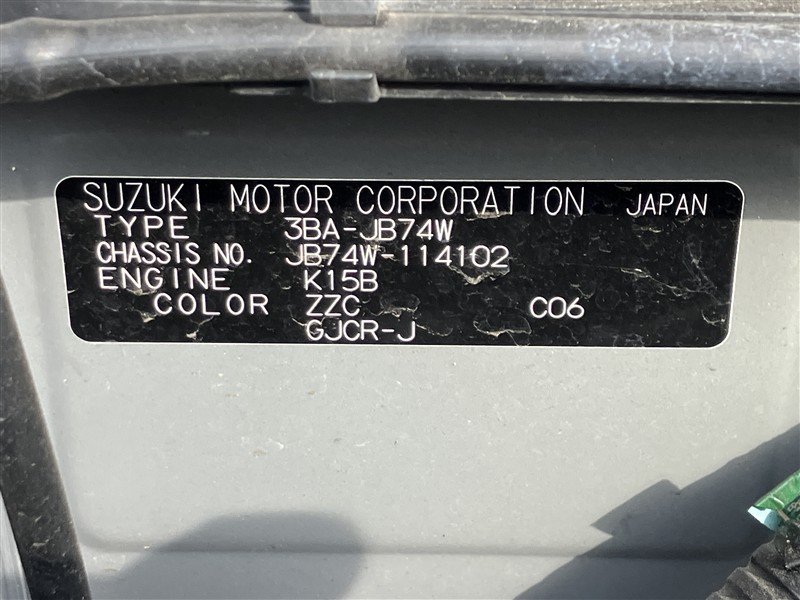 SUZUKI MOTOR CORPORATION JAPAN
TYPE 3BA-JB74W
CHASSIS NO. JB74W-114102
ENGINE K15B
COLOR ZZC C06
GJCR-J